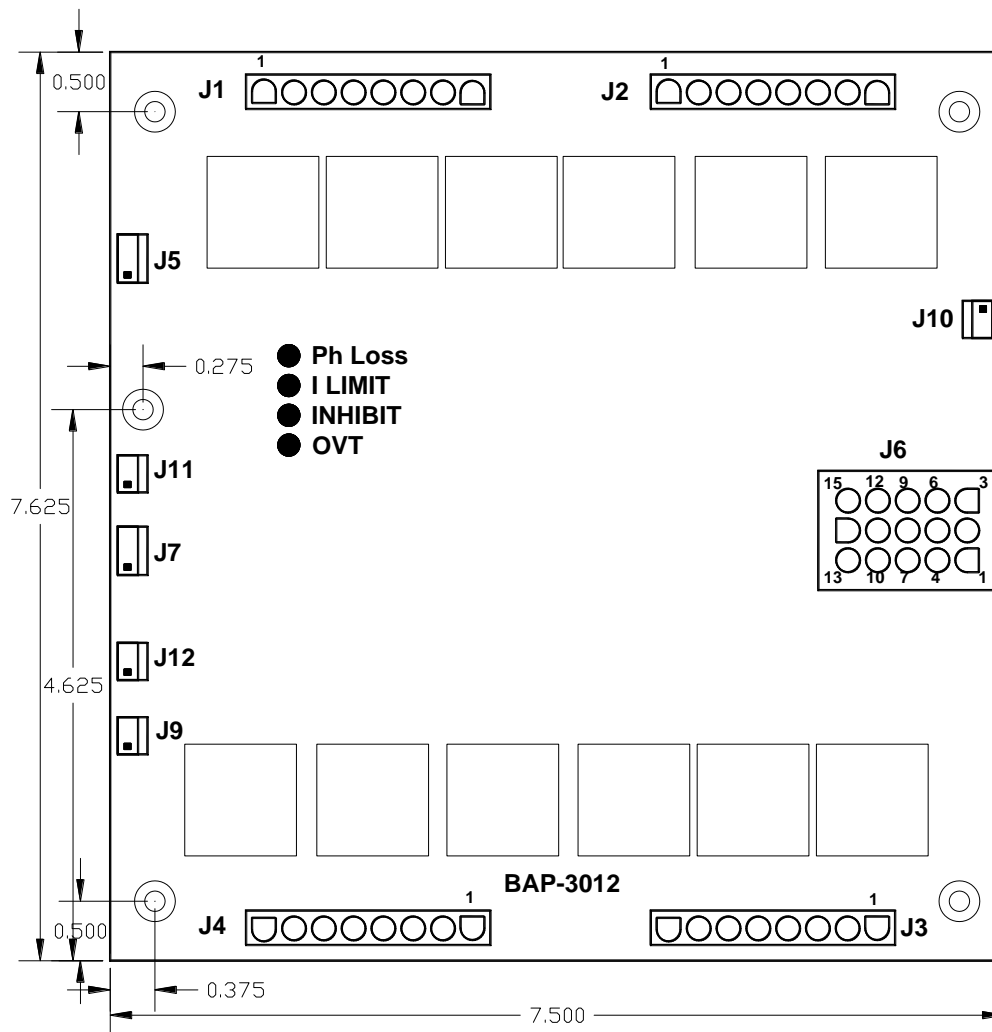 1
1
0.500
J1
J2
J5
J10
Ph Loss
0.275
I LIMIT
INHIBIT
OVT
J6
J11
15 12 9 6 3
7.625
J7
13 10 7 4 1
J12
4.625
J9
BAP-3012
1
1
J4
J3
0.500
0.375
7.500